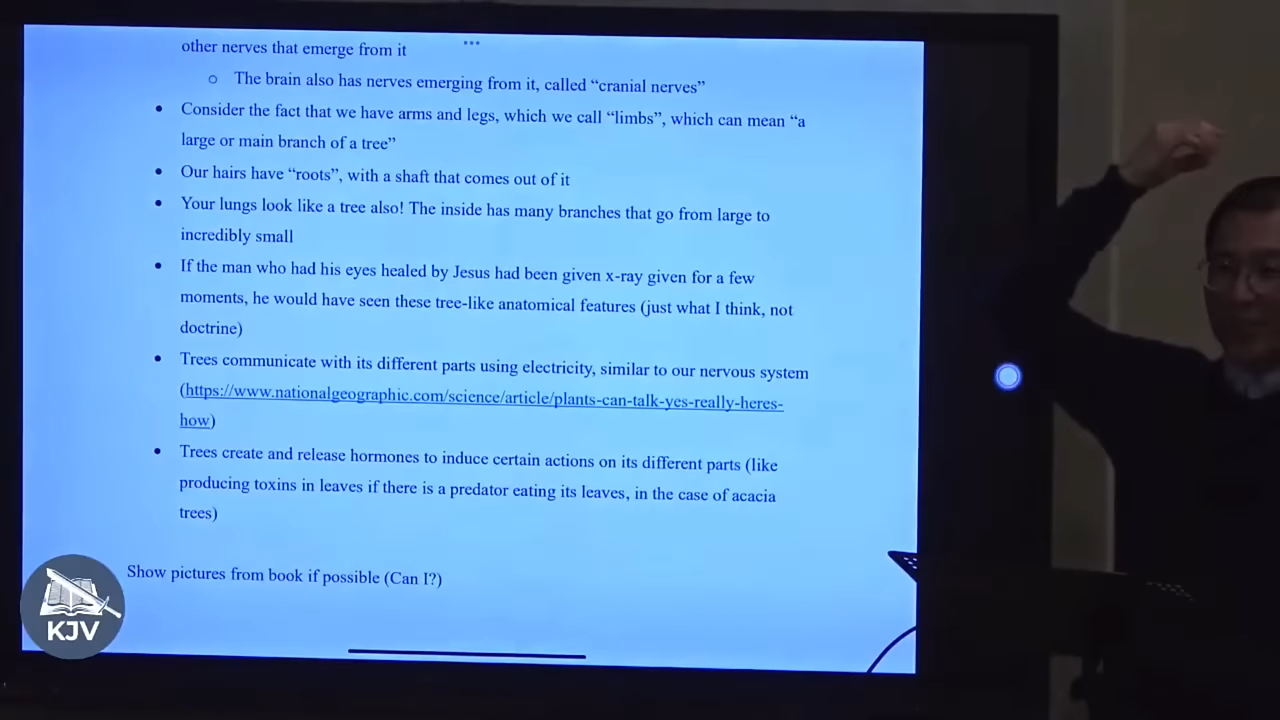 other nerves that emerge from it
o The brain also has nerves emerging from it, called “cranial nerves”
• Consider the fact that we have arms and legs, which we call “limbs”, which can mean “a
large or main branch of a tree”
• Our hairs have “roots”, with a shaft that comes out of it
• Your lungs look like a tree also! The inside has many branches that go from large to
incredibly small
• If the man who had his eyes healed by Jesus had been given x-ray given for a few
moments, he would have seen these tree-like anatomical features (just what I think, not
doctrine)
• Trees communicate with its different parts using electricity, similar to our nervous system
(https://www.nationalgeographic.com/science/article/plants-can-talk-yes-really-heres-
how)
• Trees create and release hormones to induce certain actions on its different parts (like
producing toxins in leaves if there is a predator eating its leaves, in the case of acacia
trees)
Show pictures from book if possible (Can I?)
KJV